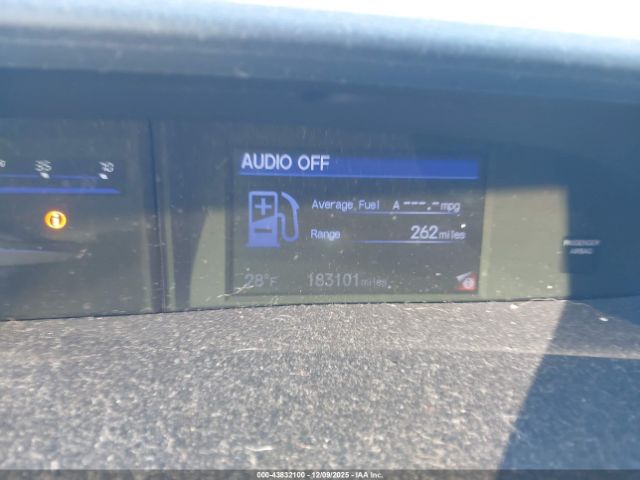 AUDIO OFF
Average Fuel A ---.- mpg
Range 262 miles
28°F 183101 miles
PASSENGER
AIRBAG
000-43832100 - 12/09/2025 - IAA Inc.